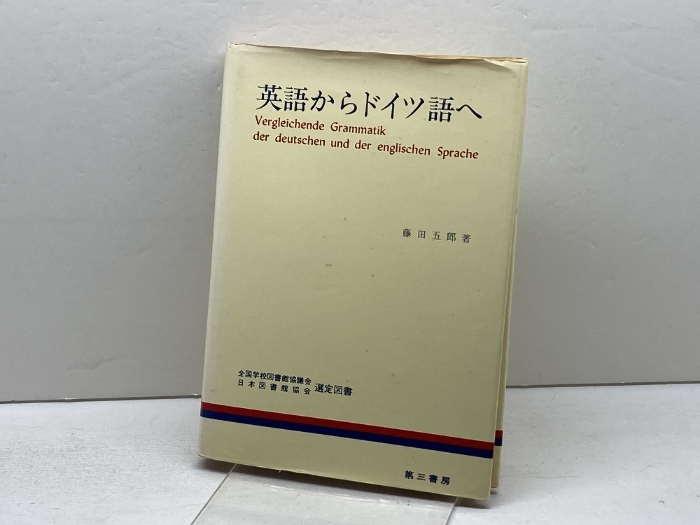 英語からドイツ語へ
Vergleichende Grammatik
der deutschen und der englischen Sprache
藤田五郎著
全国学校図書館協議会
日本図書館協会 選定図書
第三書房